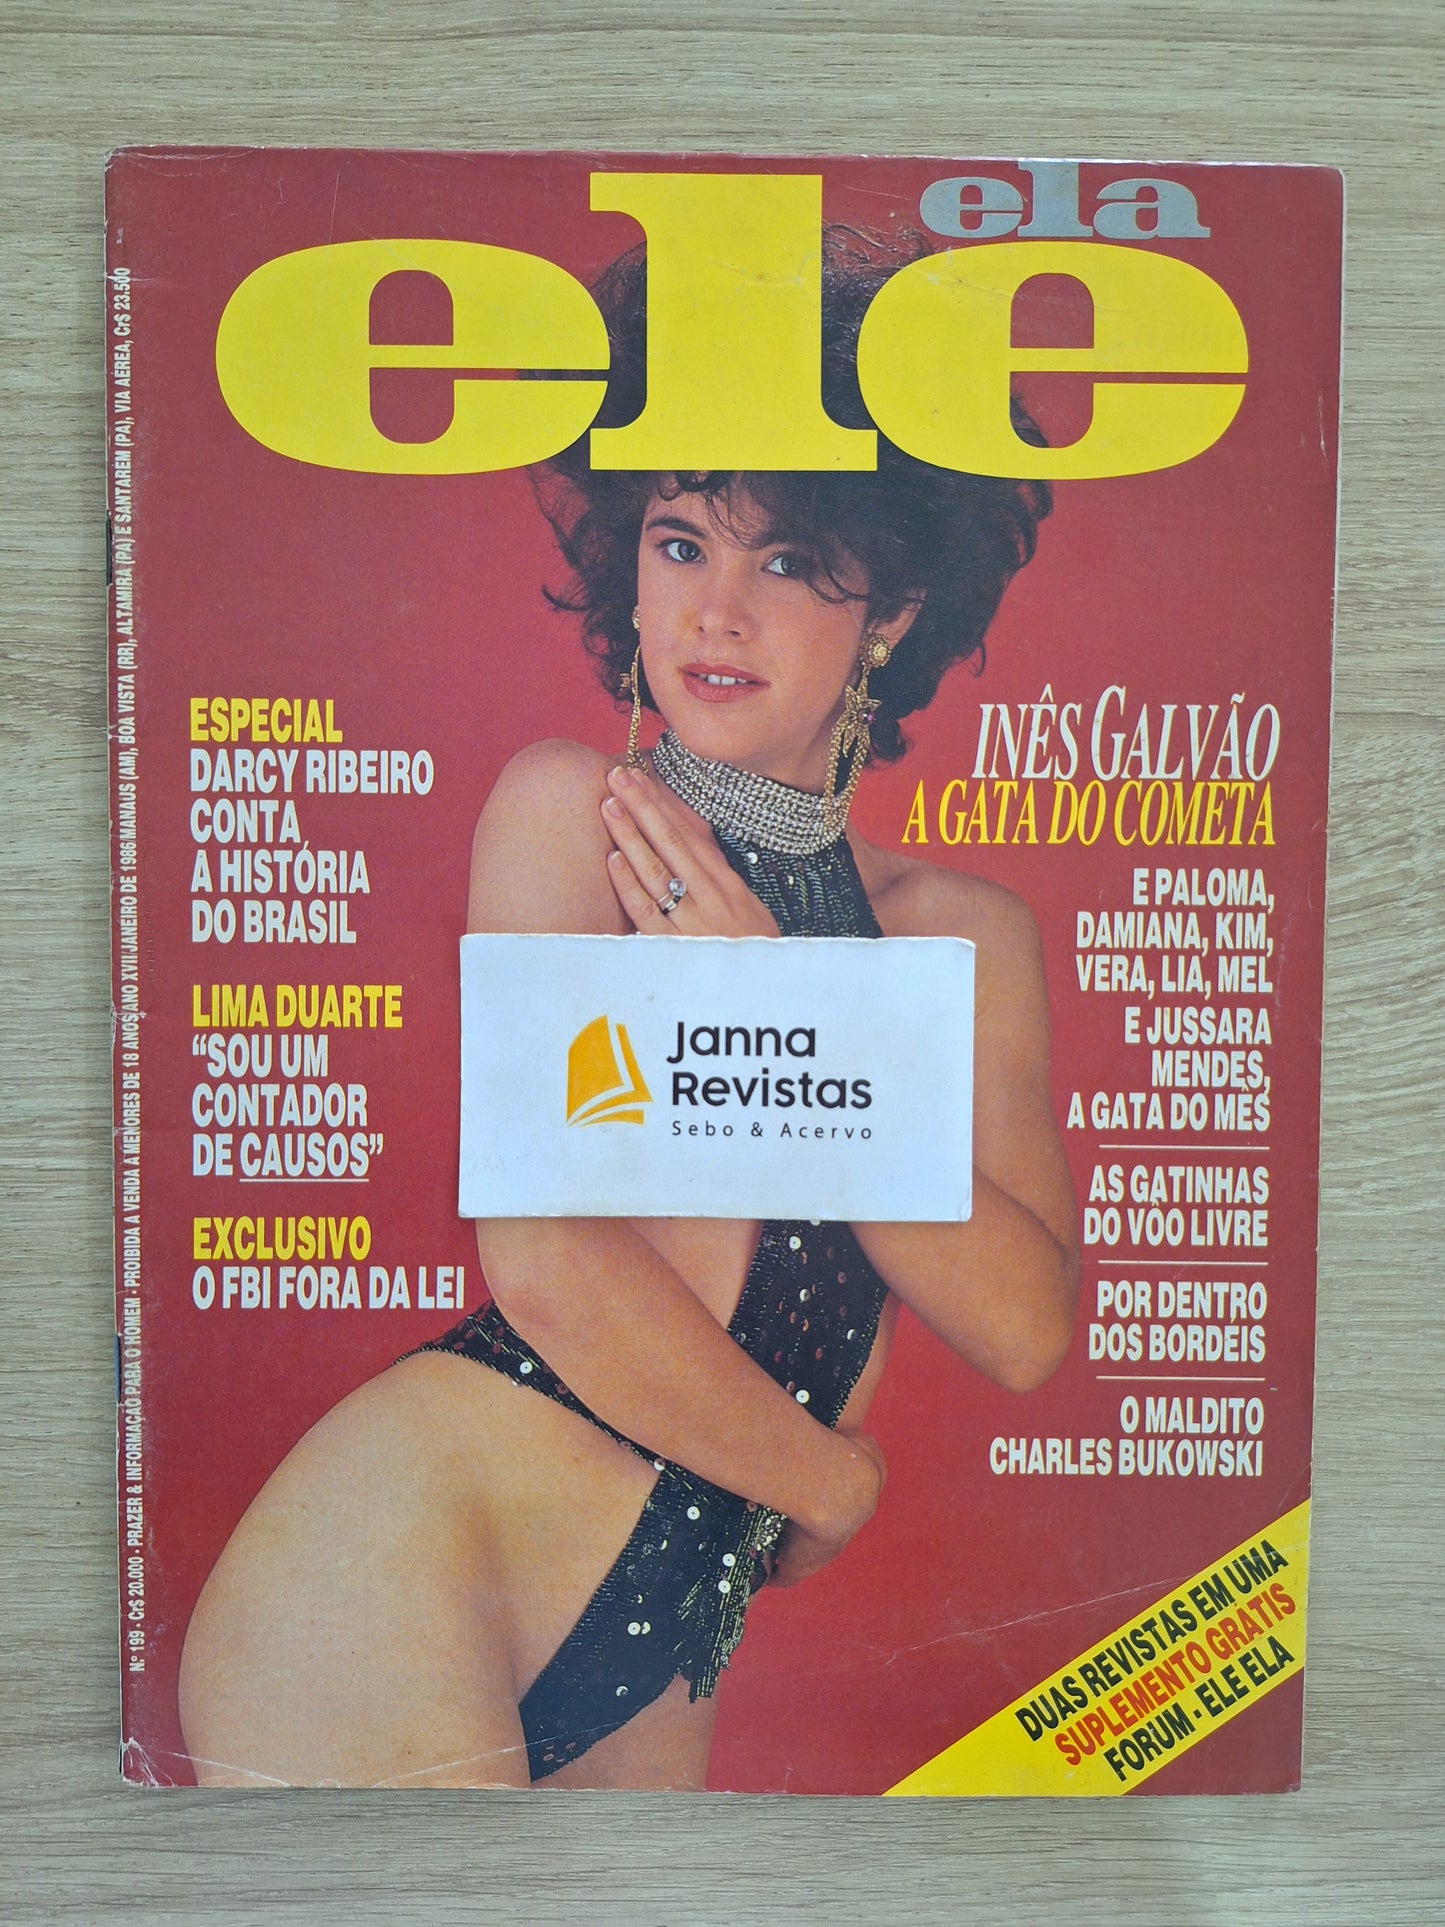 ela
ele
ESPECIAL
DARCY RIBEIRO
CONTA
A HISTÓRIA
DO BRASIL
LIMA DUARTE
“SOU UM
CONTADOR
DE CAUSOS”
EXCLUSIVO
O FBI FORA DA LEI
INÊS GALVÃO
A GATA DO COMETA
E PALOMA,
DAMIANA, KIM,
VERA, LIA, MEL
E JUSSARA
MENDES,
A GATA DO MÊS
AS GATINHAS
DO VÔO LIVRE
POR DENTRO
DOS BORDÉIS
O MALDITO
CHARLES BUKOWSKI
Janna
Revistas
Sebo & Acervo
DUAS REVISTAS EM UMA
SUPLEMENTO GRÁTIS
FORUM - ELE ELA
Nº 199 - Cr$ 20.000 - PRAZER & INFORMAÇÃO PARA O HOMEM - PROIBIDA A VENDA A MENORES DE 18 ANOS/ANO XVII/JANEIRO DE 1986/MANAUS (AM), BOA VISTA (RR), ALTAMIRA (PA) E SANTARÉM (PA), VIA AÉREA, Cr$ 23.500